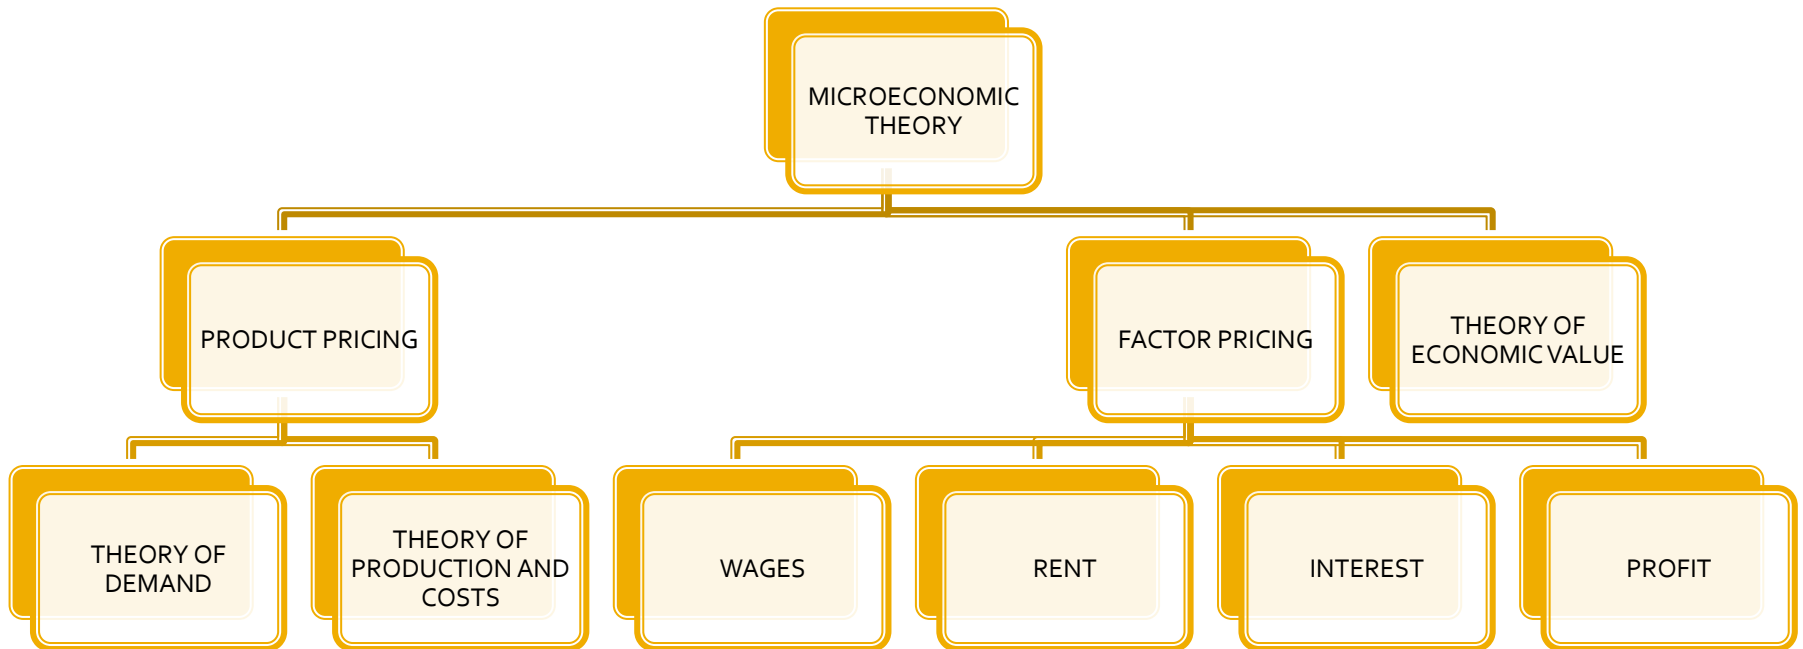 MICROECONOMIC
THEORY
PRODUCT PRICING
FACTOR PRICING
THEORY OF
ECONOMIC VALUE
THEORY OF
DEMAND
THEORY OF
PRODUCTION AND
COSTS
WAGES
RENT
INTEREST
PROFIT